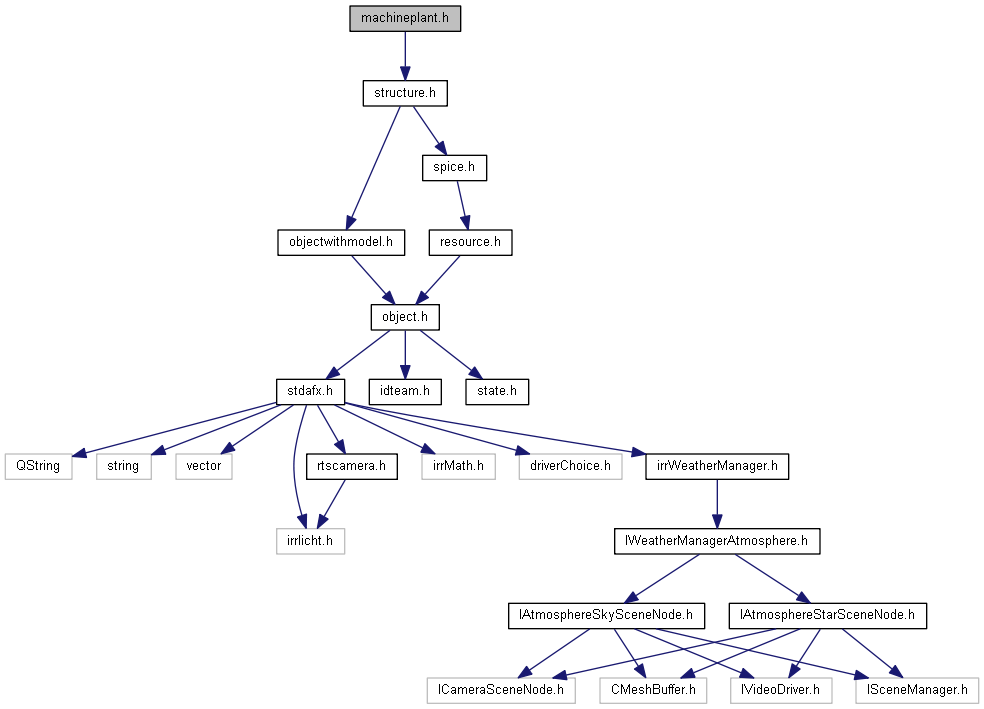 machineplant.h
structure.h
spice.h
objectwithmodel.h
resource.h
object.h
stdafx.h
idteam.h
state.h
QString
string
vector
rtscamera.h
irrMath.h
driverChoice.h
irrWeatherManager.h
irrlicht.h
IWeatherManagerAtmosphere.h
IAtmosphereSkySceneNode.h
IAtmosphereStarSceneNode.h
ICameraSceneNode.h
CMeshBuffer.h
IVideoDriver.h
ISceneManager.h